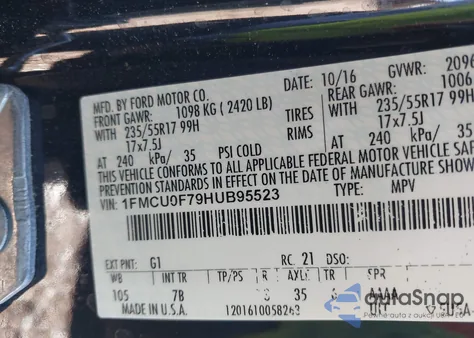 MFD. BY FORD MOTOR CO.
DATE: 10/16 GVWR: 2096
FRONT GAWR: 1098 KG ( 2420 LB) REAR GAWR: 1006
WITH 235/55R17 99H TIRES WITH 235/55R17 99H
17x7.5J RIMS 17x7.5J
AT 240 kPa/ 35 PSI COLD AT 240 kPa/ 35
THIS VEHICLE CONFORMS TO ALL APPLICABLE FEDERAL MOTOR VEHICLE SAF
THIS STANDARDS IN EFFECT ON THE DATE OF MANUFACTURE SHOW
VIN: 1FMCU0F79HUB95523 TYPE: MPV
EXT PNT: G1 RC: 21 DSO:
WB INT TR TP/PS R AXLE TR SPR
105 7B 35 6 AAAA
MADE IN U.S.A.
autoSnap